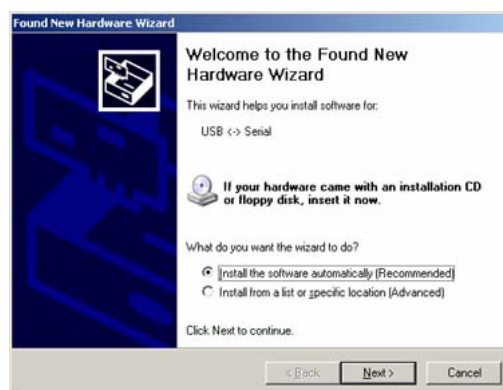 Found New Hardware Wizard
Welcome to the Found New
Hardware Wizard
This wizard helps you install software for:
USB <-> Serial
If your hardware came with an installation CD
or floppy disk, insert it now.
What do you want the wizard to do?
Install the software automatically (Recommended)
Install from a list or specific location (Advanced)
Click Next to continue.
< Back Next > Cancel